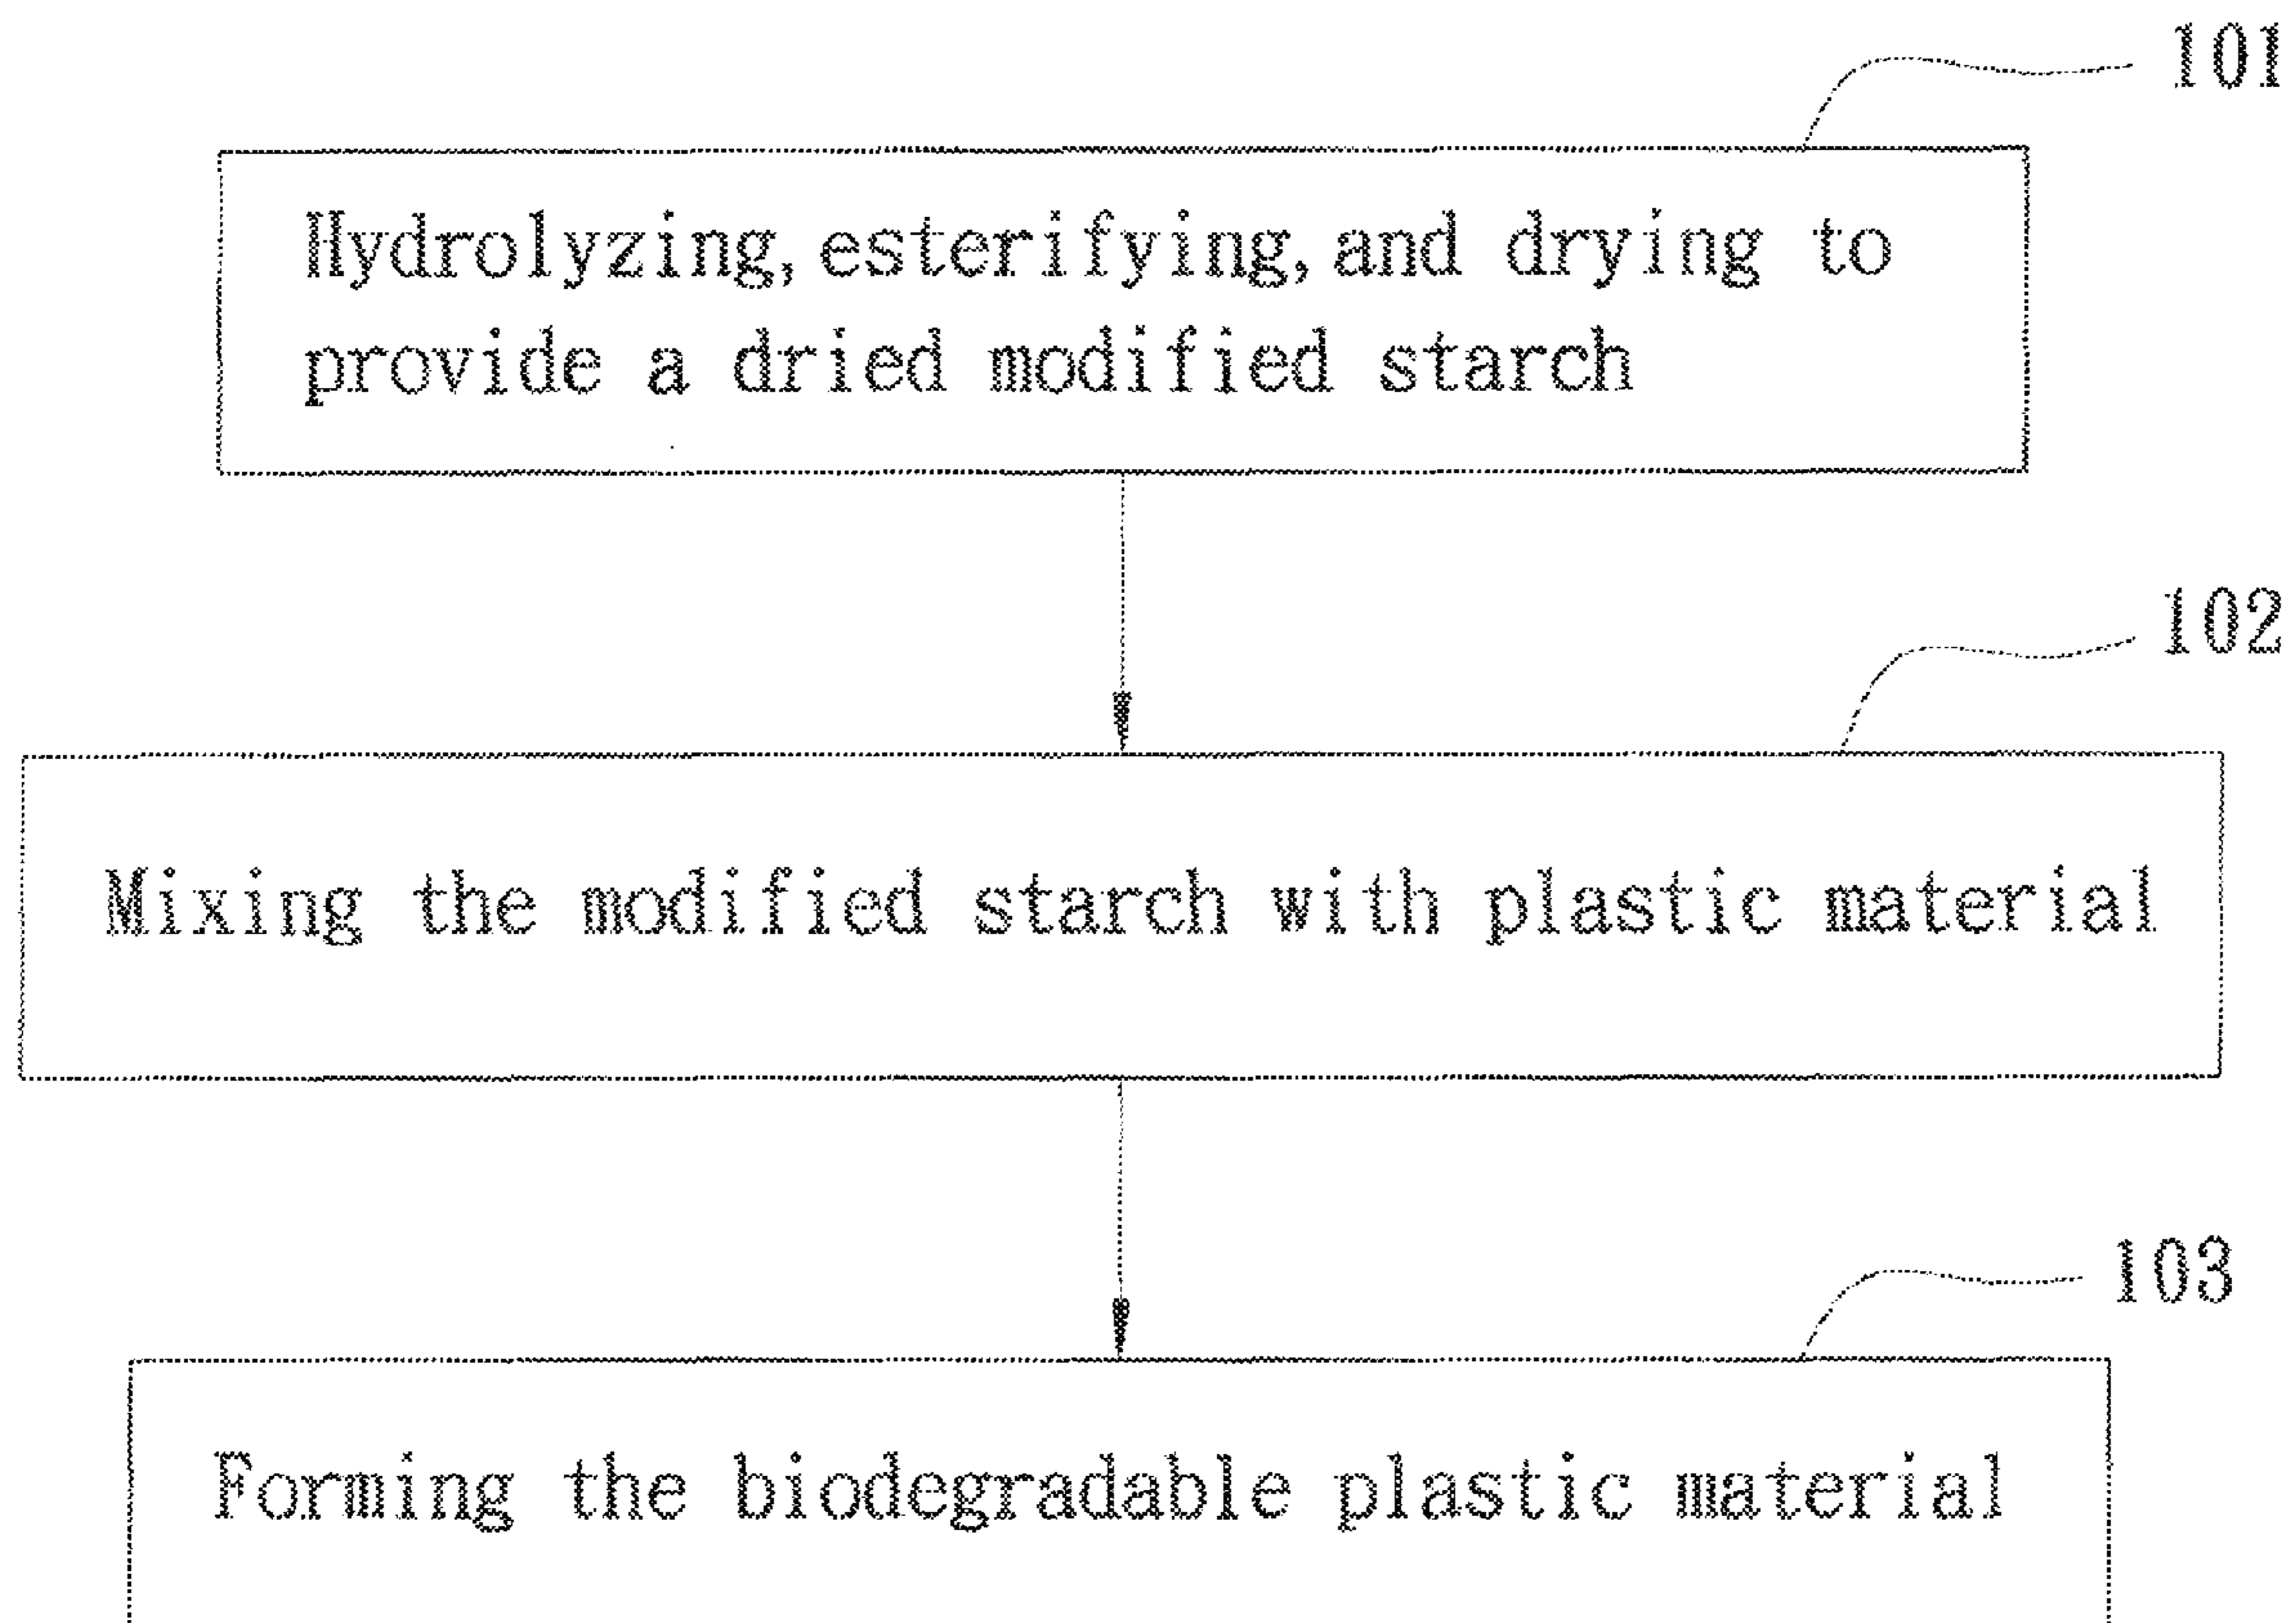 101
Hydrolyzing, esterifying, and drying to
provide a dried modified starch
102
Mixing the modified starch with plastic material
103
Forming the biodegradable plastic material